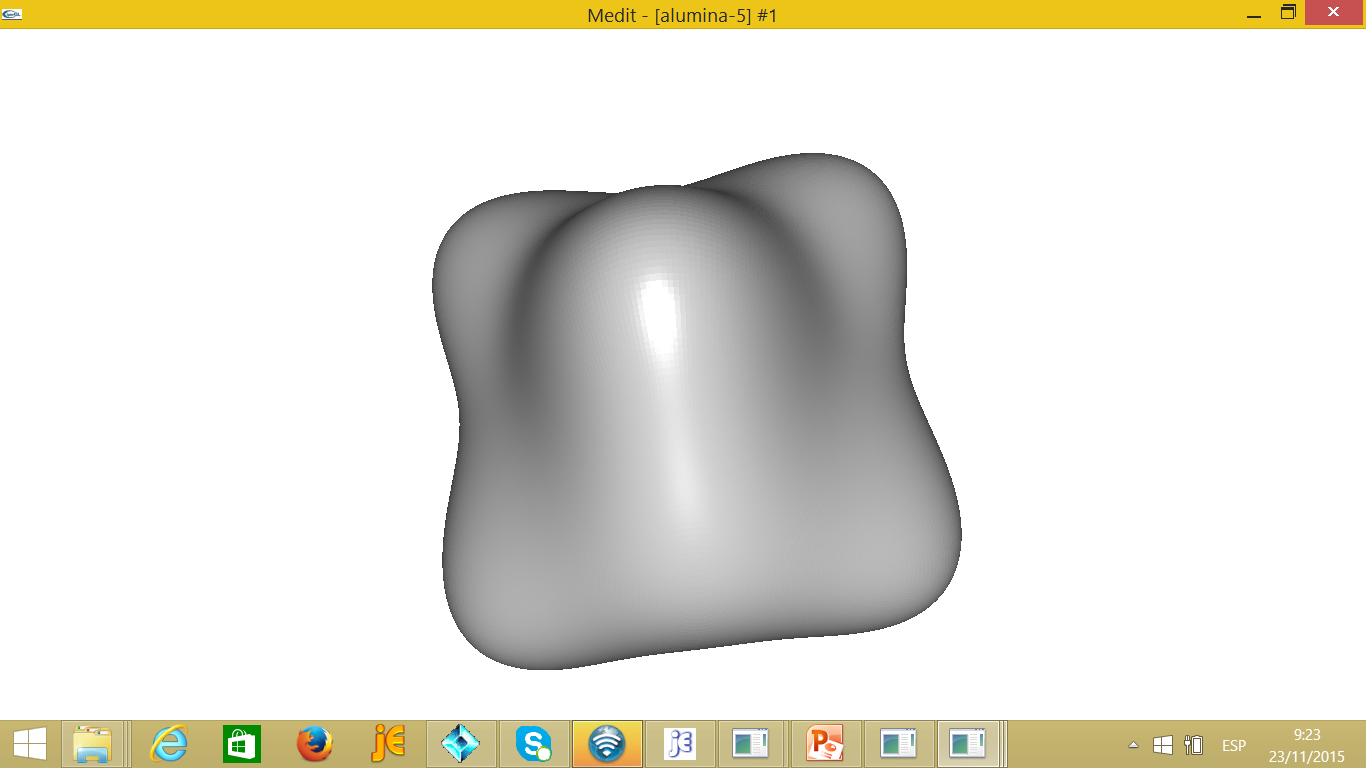 Medit - [alumina-5] #1
ESP
9:23
23/11/2015